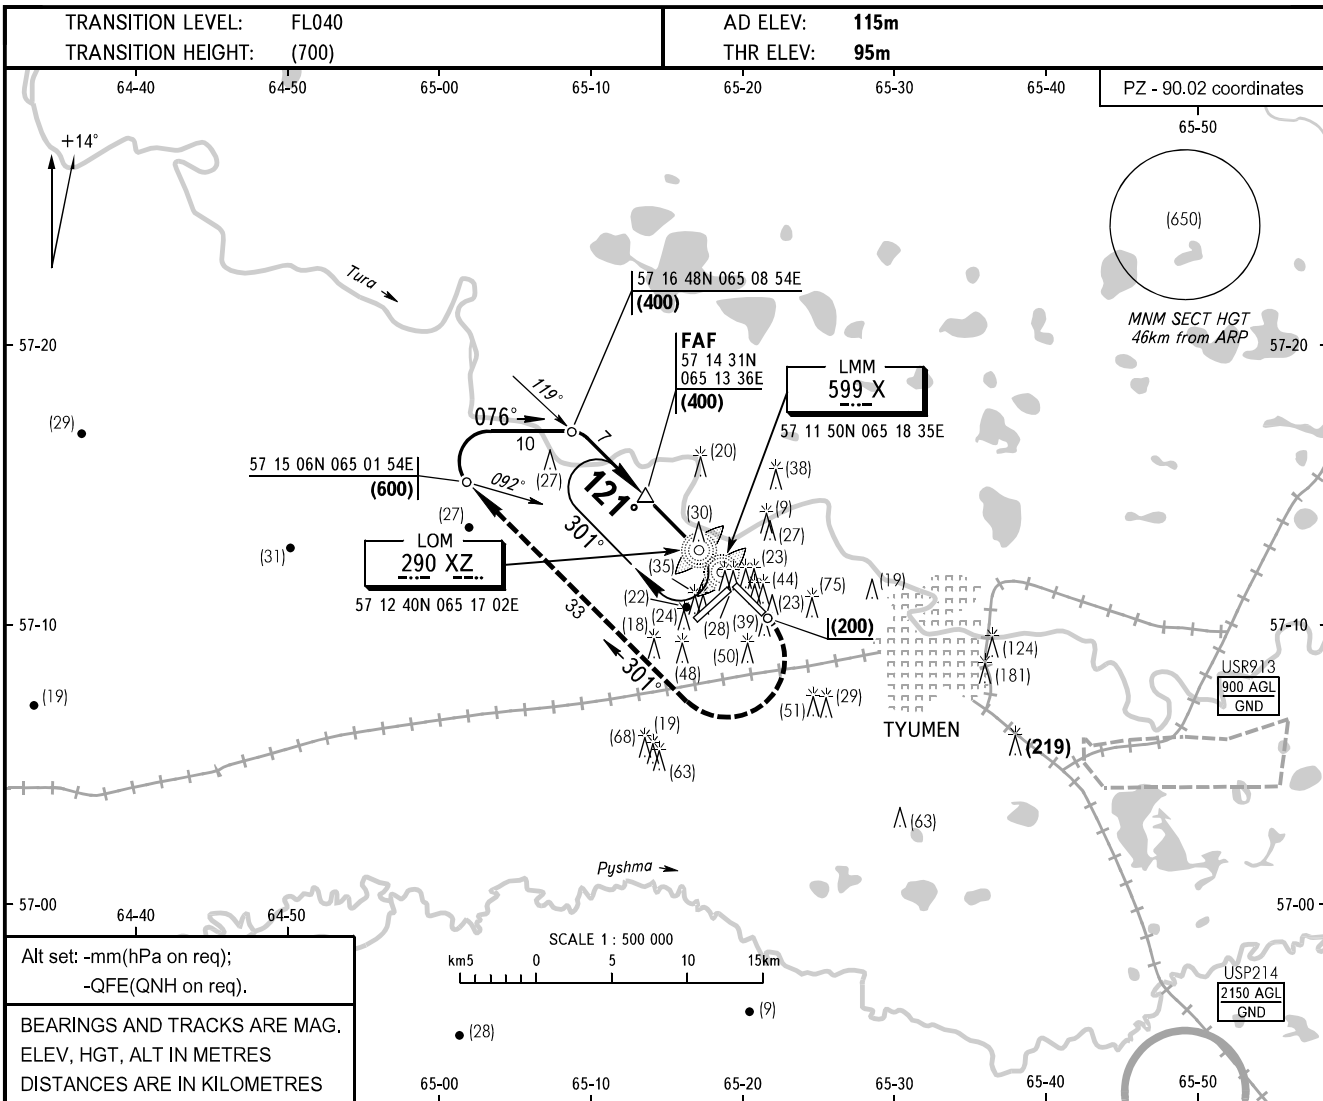 TRANSITION LEVEL: FL040
TRANSITION HEIGHT: (700)
AD ELEV: 115m
THR ELEV: 95m
64-40 64-50 65-00 65-10 65-20 65-30 65-40
PZ - 90.02 coordinates
65-50
+14°
(650)
Tura
57 16 48N 065 08 54E
(400)
MNM SECT HGT
46km from ARP
57-20
57-20
FAF
57 14 31N
065 13 36E
(400)
LMM
599 X
57 11 50N 065 18 35E
119°
076°
10
7
(29)
(20)
(38)
(27)
57 15 06N 065 01 54E
(600)
092°
121°
301°
(9)
(27)
(30)
(27)
(31)
LOM
290 XZ
57 12 40N 065 17 02E
(35)
(23)
(44)
(75)
(19)
(22)
(24)
(23)
33
(18)
(28)
(39)
(200)
57-10
57-10
(50)
(48)
301°
(124)
(181)
USR913
900 AGL
GND
(19)
(51)
(29)
TYUMEN
(68)
(19)
(63)
(219)
(63)
Pyshma
57-00
57-00
64-40 64-50
Alt set: -mm(hPa on req);
-QFE(QNH on req).
SCALE 1 : 500 000
km5 0 5 10 15km
USP214
2150 AGL
GND
(9)
(28)
BEARINGS AND TRACKS ARE MAG.
ELEV, HGT, ALT IN METRES
DISTANCES ARE IN KILOMETRES
65-00 65-10 65-20 65-30 65-40 65-50